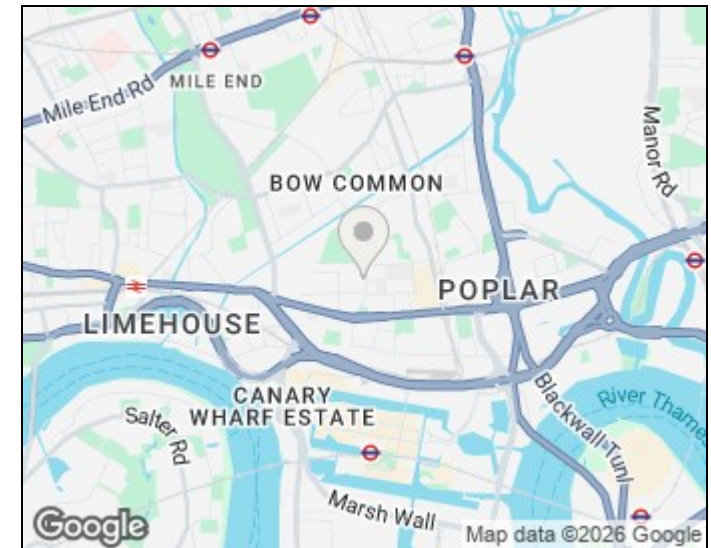 Mile End Rd
MILE END
Manor Rd
BOW COMMON
POPLAR
LIMEHOUSE
CANARY
WHARF ESTATE
Salter Rd
Blackwall Tunl
River Thames
Marsh Wall
Google
Map data ©2026 Google